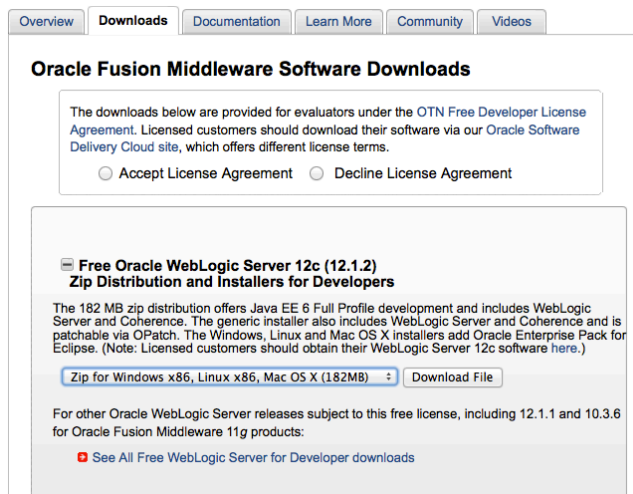 Overview Downloads Documentation Learn More Community Videos
Oracle Fusion Middleware Software Downloads
The downloads below are provided for evaluators under the OTN Free Developer License
Agreement. Licensed customers should download their software via our Oracle Software
Delivery Cloud site, which offers different license terms.
Accept License Agreement Decline License Agreement
Free Oracle WebLogic Server 12c (12.1.2)
Zip Distribution and Installers for Developers
The 182 MB zip distribution offers Java EE 6 Full Profile development and includes WebLogic
Server and Coherence. The generic installer also includes WebLogic Server and Coherence and is
patchable via OPatch. The Windows, Linux and Mac OS X installers add Oracle Enterprise Pack for
Eclipse. (Note: Licensed customers should obtain their WebLogic Server 12c software here.)
Zip for Windows x86, Linux x86, Mac OS X (182MB) Download File
For other Oracle WebLogic Server releases subject to this free license, including 12.1.1 and 10.3.6
for Oracle Fusion Middleware 11g products:
See All Free WebLogic Server for Developer downloads